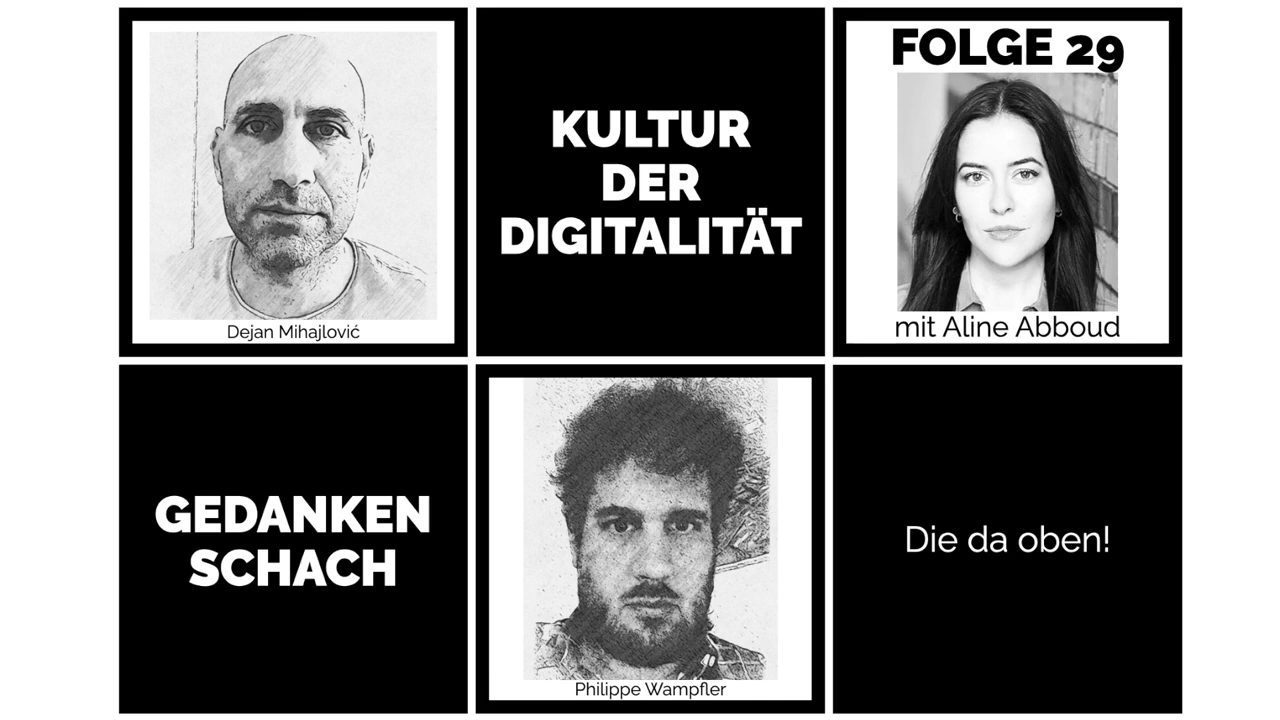 Dejan Mihajlović
KULTUR
DER
DIGITALITÄT
FOLGE 29
mit Aline Abboud
GEDANKEN
SCHACH
Philippe Wampfler
Die da oben!